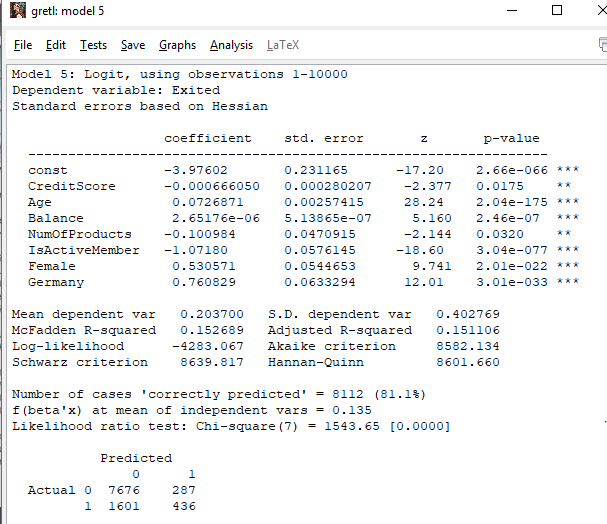 gretl: model 5
File Edit Tests Save Graphs Analysis LaTeX
Model 5: Logit, using observations 1-10000
Dependent variable: Exited
Standard errors based on Hessian
coefficient std. error z p-value
---------------------------------------------------------------
const -3.97602 0.231165 -17.20 2.66e-066 ***
CreditScore -0.000666050 0.000280207 -2.377 0.0175 **
Age 0.0726871 0.00257415 28.24 2.04e-175 ***
Balance 2.65176e-06 5.13865e-07 5.160 2.46e-07 ***
NumOfProducts -0.100984 0.0470915 -2.144 0.0320 **
IsActiveMember -1.07180 0.0576145 -18.60 3.04e-077 ***
Female 0.530571 0.0544653 9.741 2.01e-022 ***
Germany 0.760829 0.0633294 12.01 3.01e-033 ***
Mean dependent var 0.203700 S.D. dependent var 0.402769
McFadden R-squared 0.152689 Adjusted R-squared 0.151106
Log-likelihood -4283.067 Akaike criterion 8582.134
Schwarz criterion 8639.817 Hannan-Quinn 8601.660
Number of cases 'correctly predicted' = 8112 (81.1%)
f(beta'x) at mean of independent vars = 0.135
Likelihood ratio test: Chi-square(7) = 1543.65 [0.0000]
Predicted
0 1
Actual 0 7676 287
1 1601 436